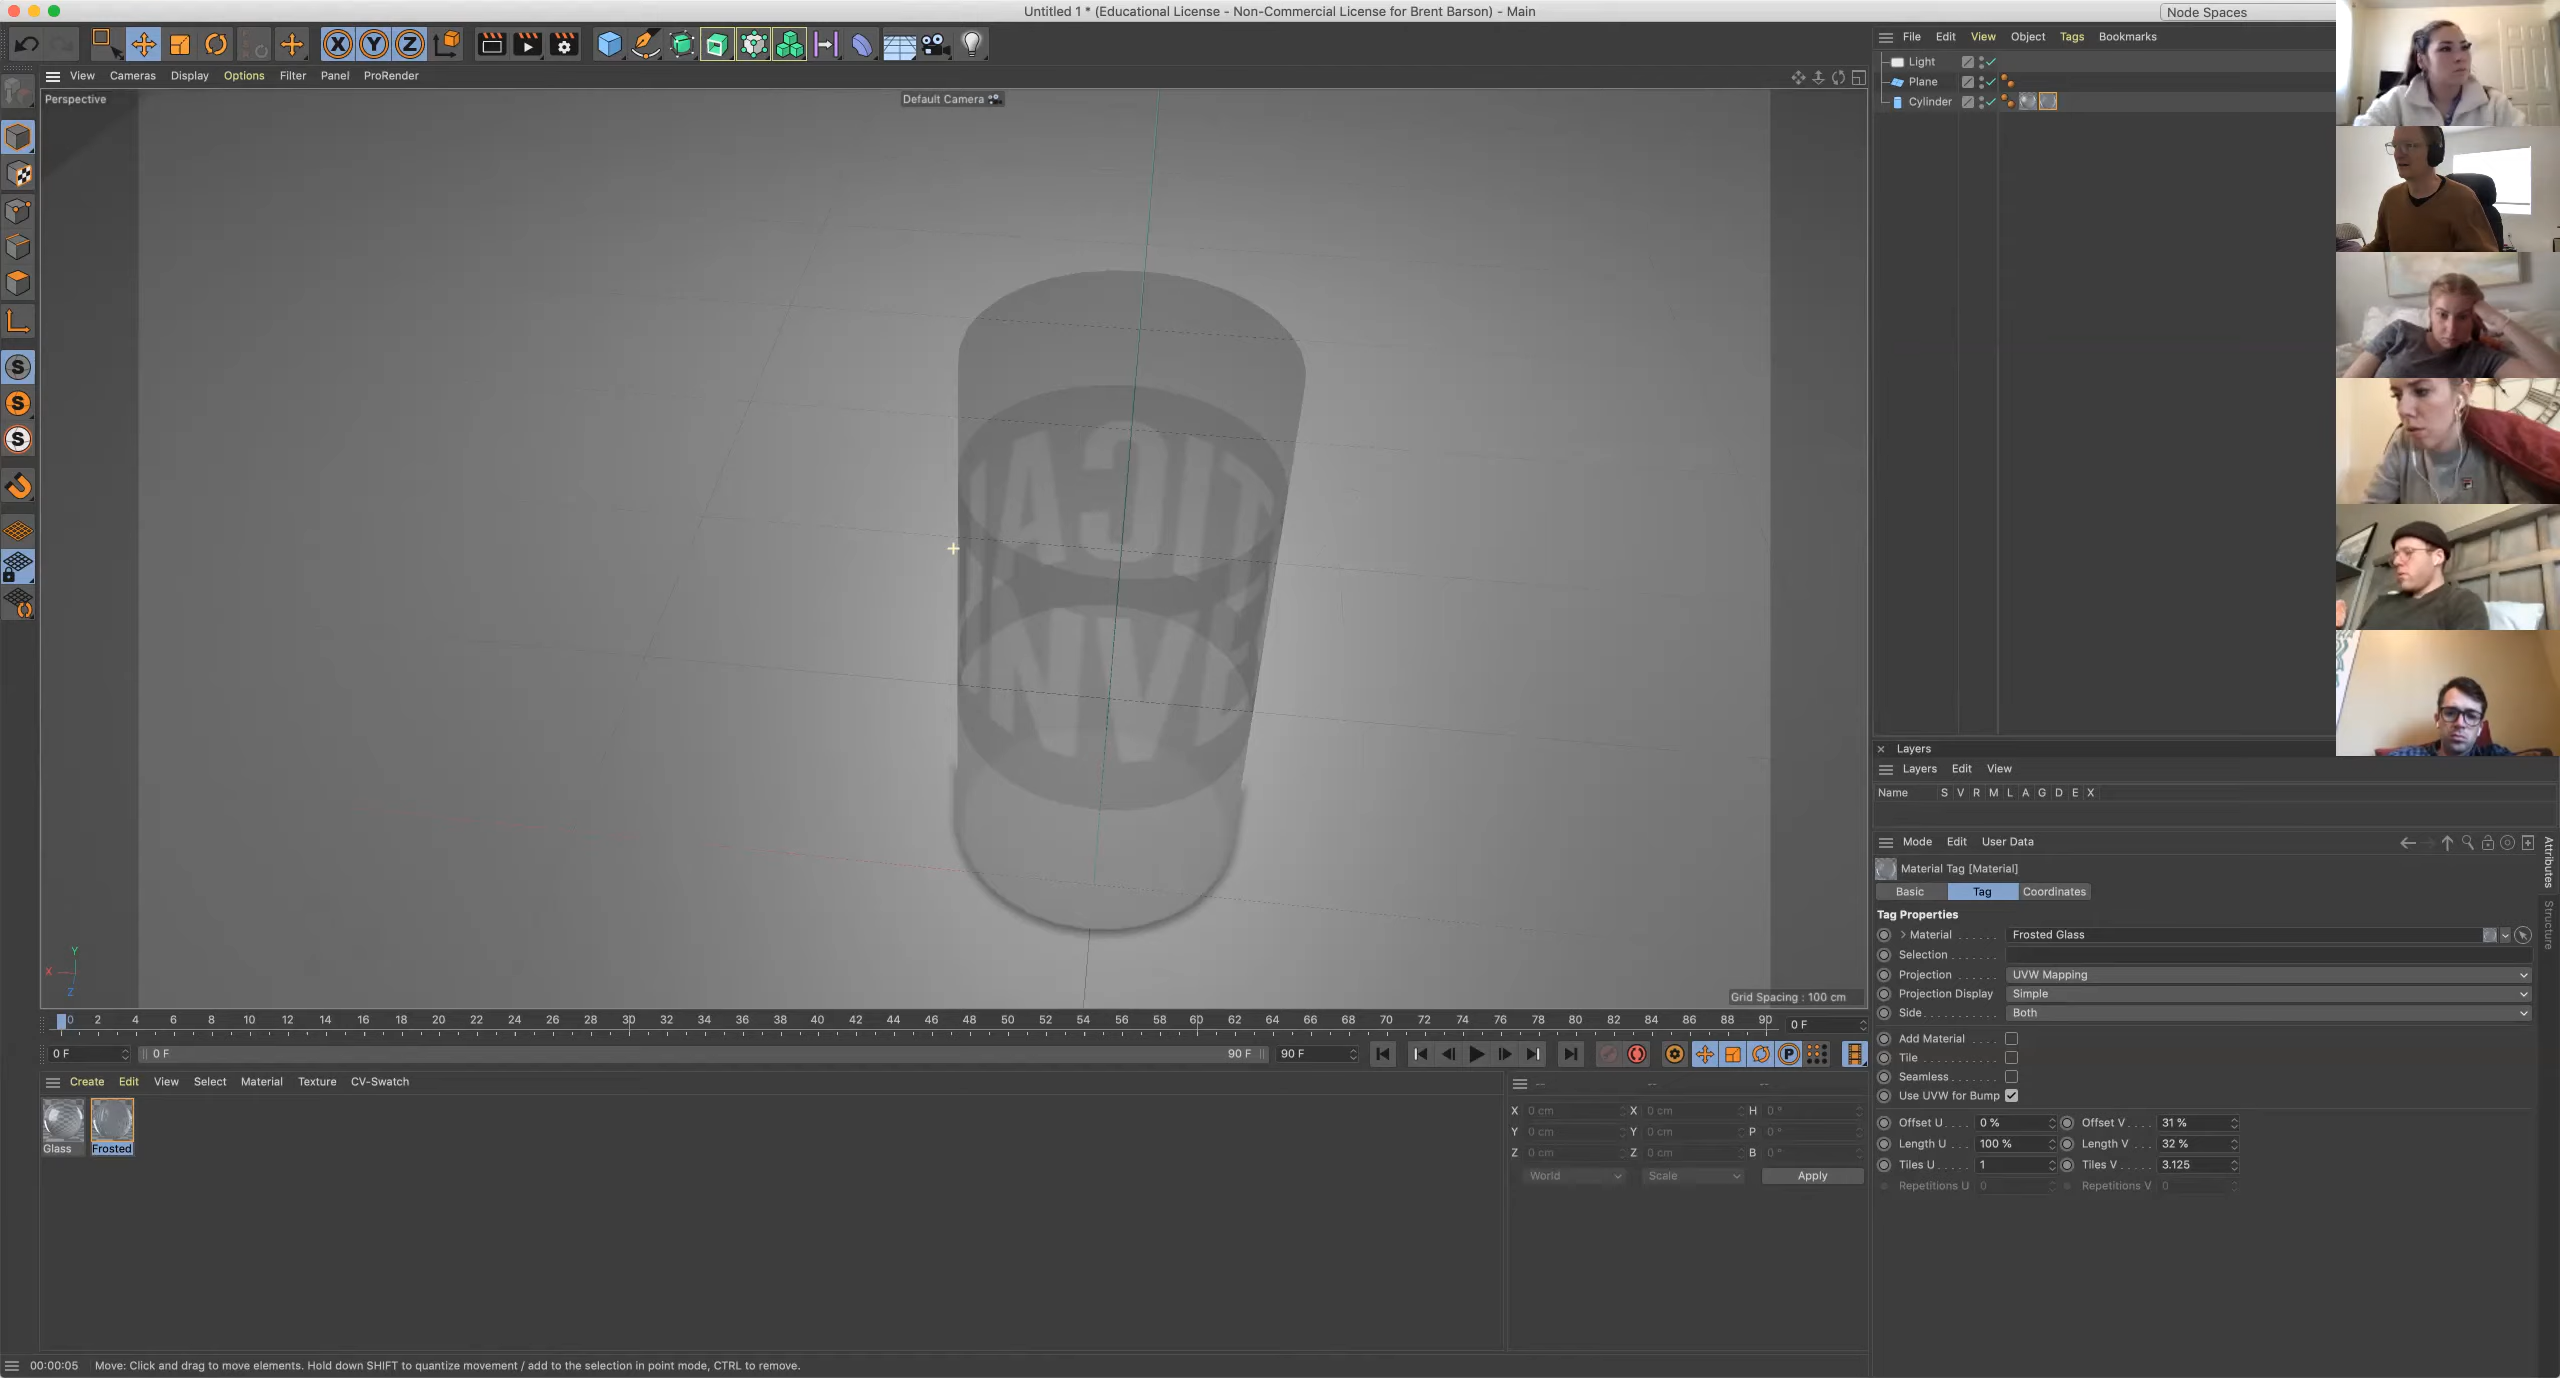 Untitled 1 * (Educational License - Non-Commercial License for Brent Barson) - Main
Node Spaces
File Edit View Object Tags Bookmarks
View Cameras Display Options Filter Panel ProRender
Light
Plane
Cylinder
Perspective
Default Camera
X Y Z
S
S
S
Y
X
Z
Grid Spacing : 100 cm
Layers
Layers Edit View
Name S V R M L A G D E X
Mode Edit User Data
Attributes
Structure
Material Tag [Material]
Basic Tag Coordinates
Tag Properties
Material Frosted Glass
Selection
Projection UVW Mapping
Projection Display Simple
Side Both
Add Material
Tile
Seamless
Use UVW for Bump
Offset U 0 % Offset V 31 %
Length U 100 % Length V 32 %
Tiles U 1 Tiles V 3.125
Repetitions U 0 Repetitions V 0
0 2 4 6 8 10 12 14 16 18 20 22 24 26 28 30 32 34 36 38 40 42 44 46 48 50 52 54 56 58 60 62 64 66 68 70 72 74 76 78 80 82 84 86 88 90 0 F
0 F 0 F 90 F 90 F
P
Create Edit View Select Material Texture CV-Swatch
Glass Frosted
-- -- --
X 0 cm X 0 cm H 0 °
Y 0 cm Y 0 cm P 0 °
Z 0 cm Z 0 cm B 0 °
World Scale Apply
00:00:05 Move: Click and drag to move elements. Hold down SHIFT to quantize movement / add to the selection in point mode, CTRL to remove.